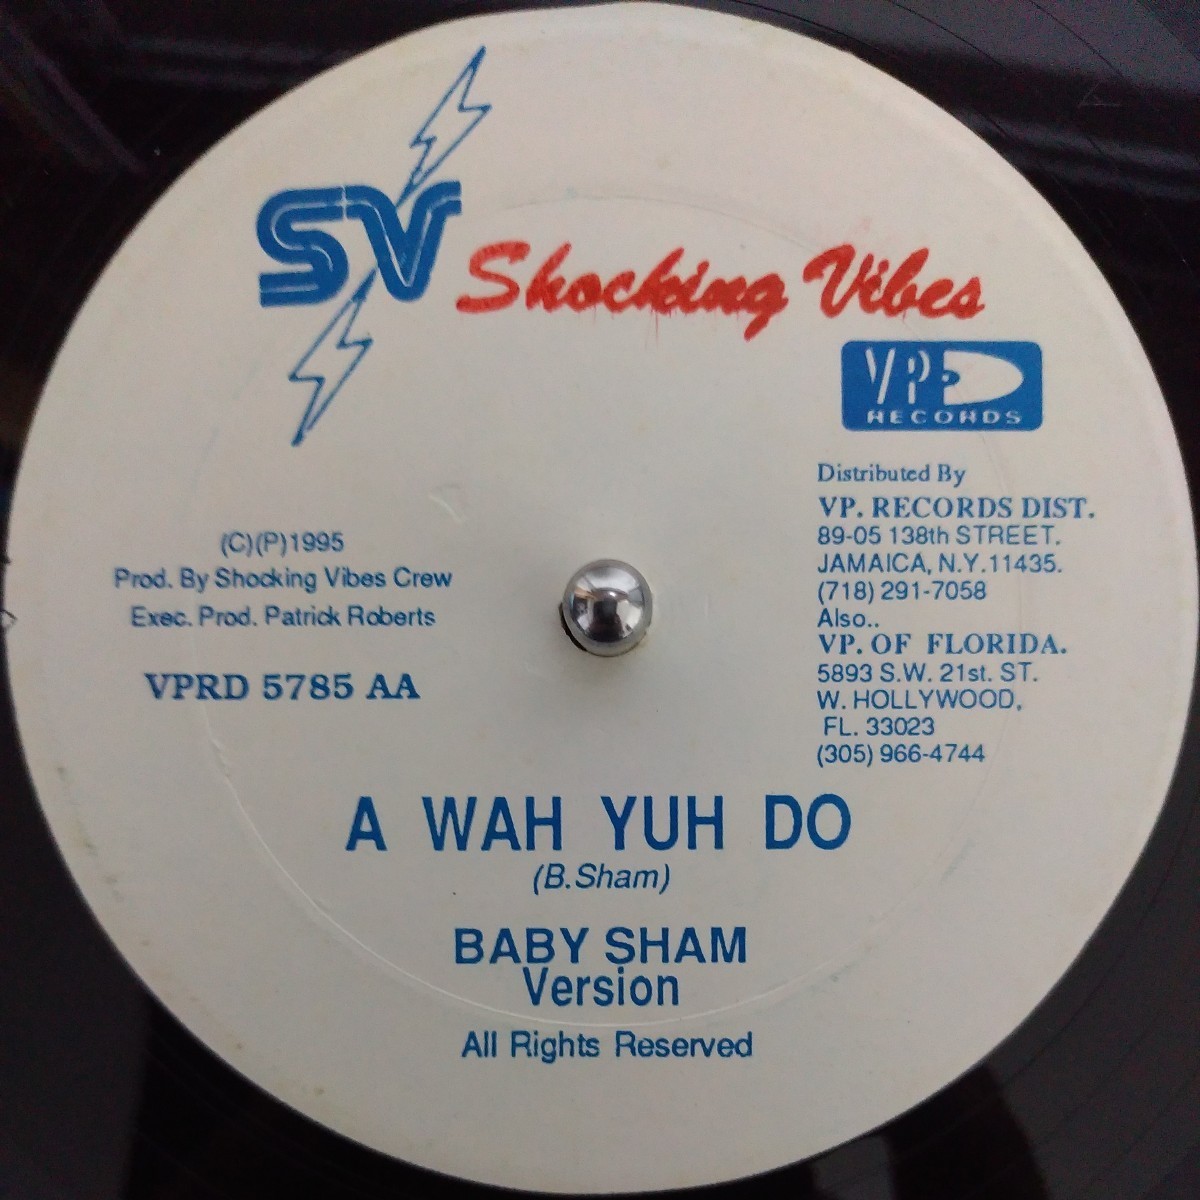 SV
Shocking Vibes
VP
RECORDS
Distributed By
VP. RECORDS DIST.
89-05 138th STREET.
JAMAICA, N.Y. 11435.
(718) 291-7058
Also..
VP. OF FLORIDA.
5893 S.W. 21st. ST.
W. HOLLYWOOD,
FL. 33023
(305) 966-4744
(C)(P)1995
Prod. By Shocking Vibes Crew
Exec. Prod. Patrick Roberts
VPRD 5785 AA
A WAH YUH DO
(B.Sham)
BABY SHAM
Version
All Rights Reserved